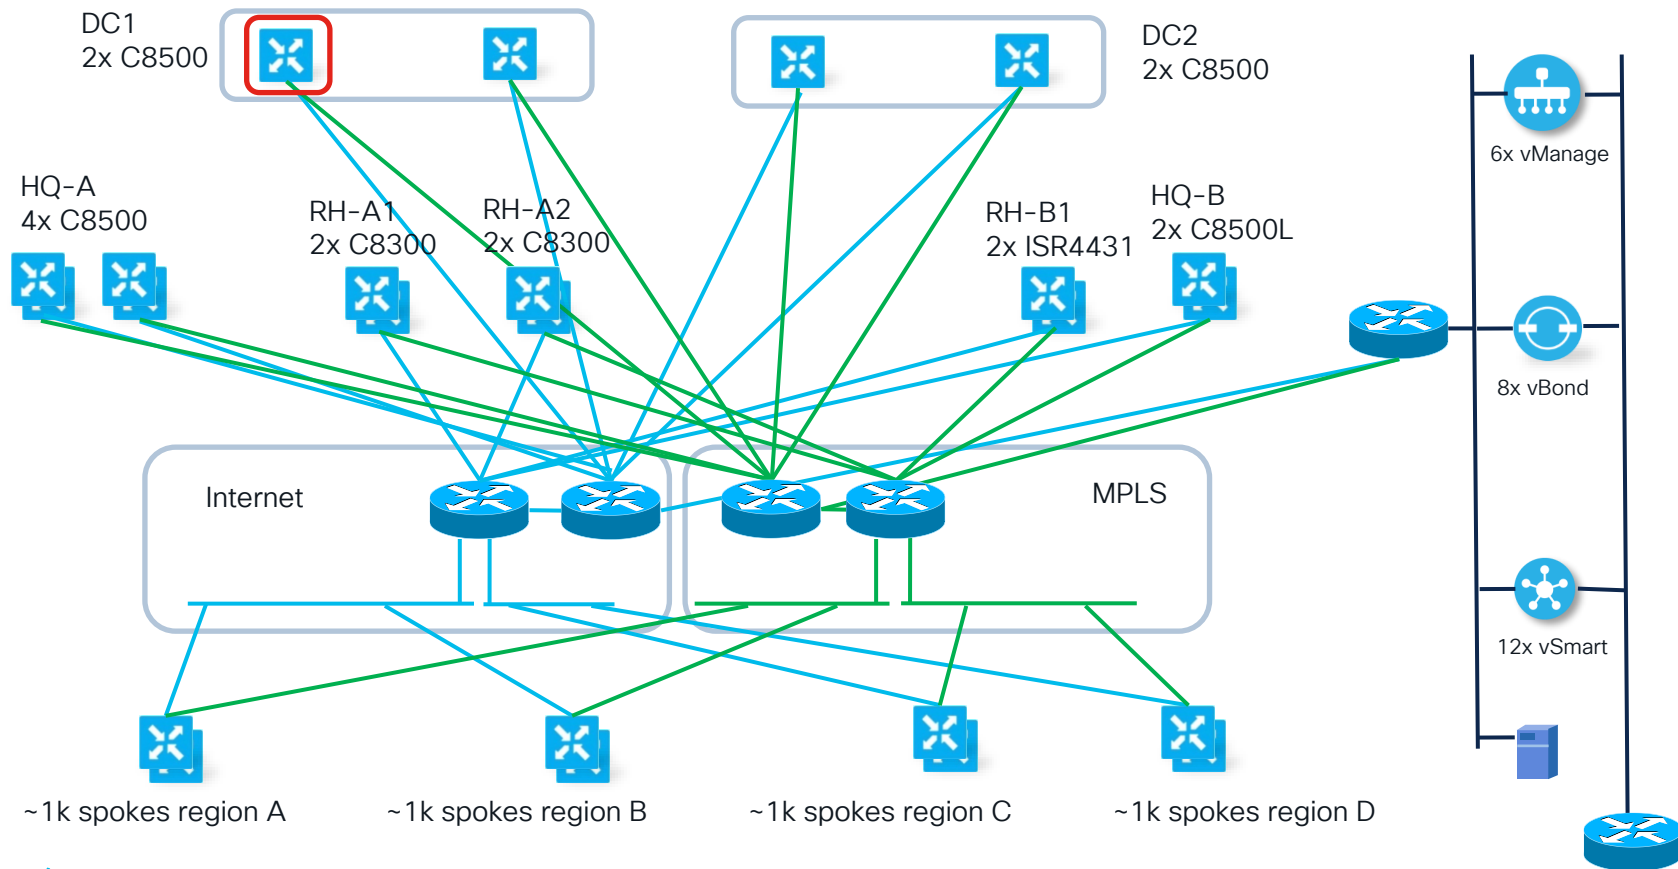 DC1
2x C8500
DC2
2x C8500
6x vManage
HQ-A
4x C8500
RH-A1
2x C8300
RH-A2
2x C8300
RH-B1
2x ISR4431
HQ-B
2x C8500L
8x vBond
Internet
MPLS
12x vSmart
~1k spokes region A
~1k spokes region B
~1k spokes region C
~1k spokes region D